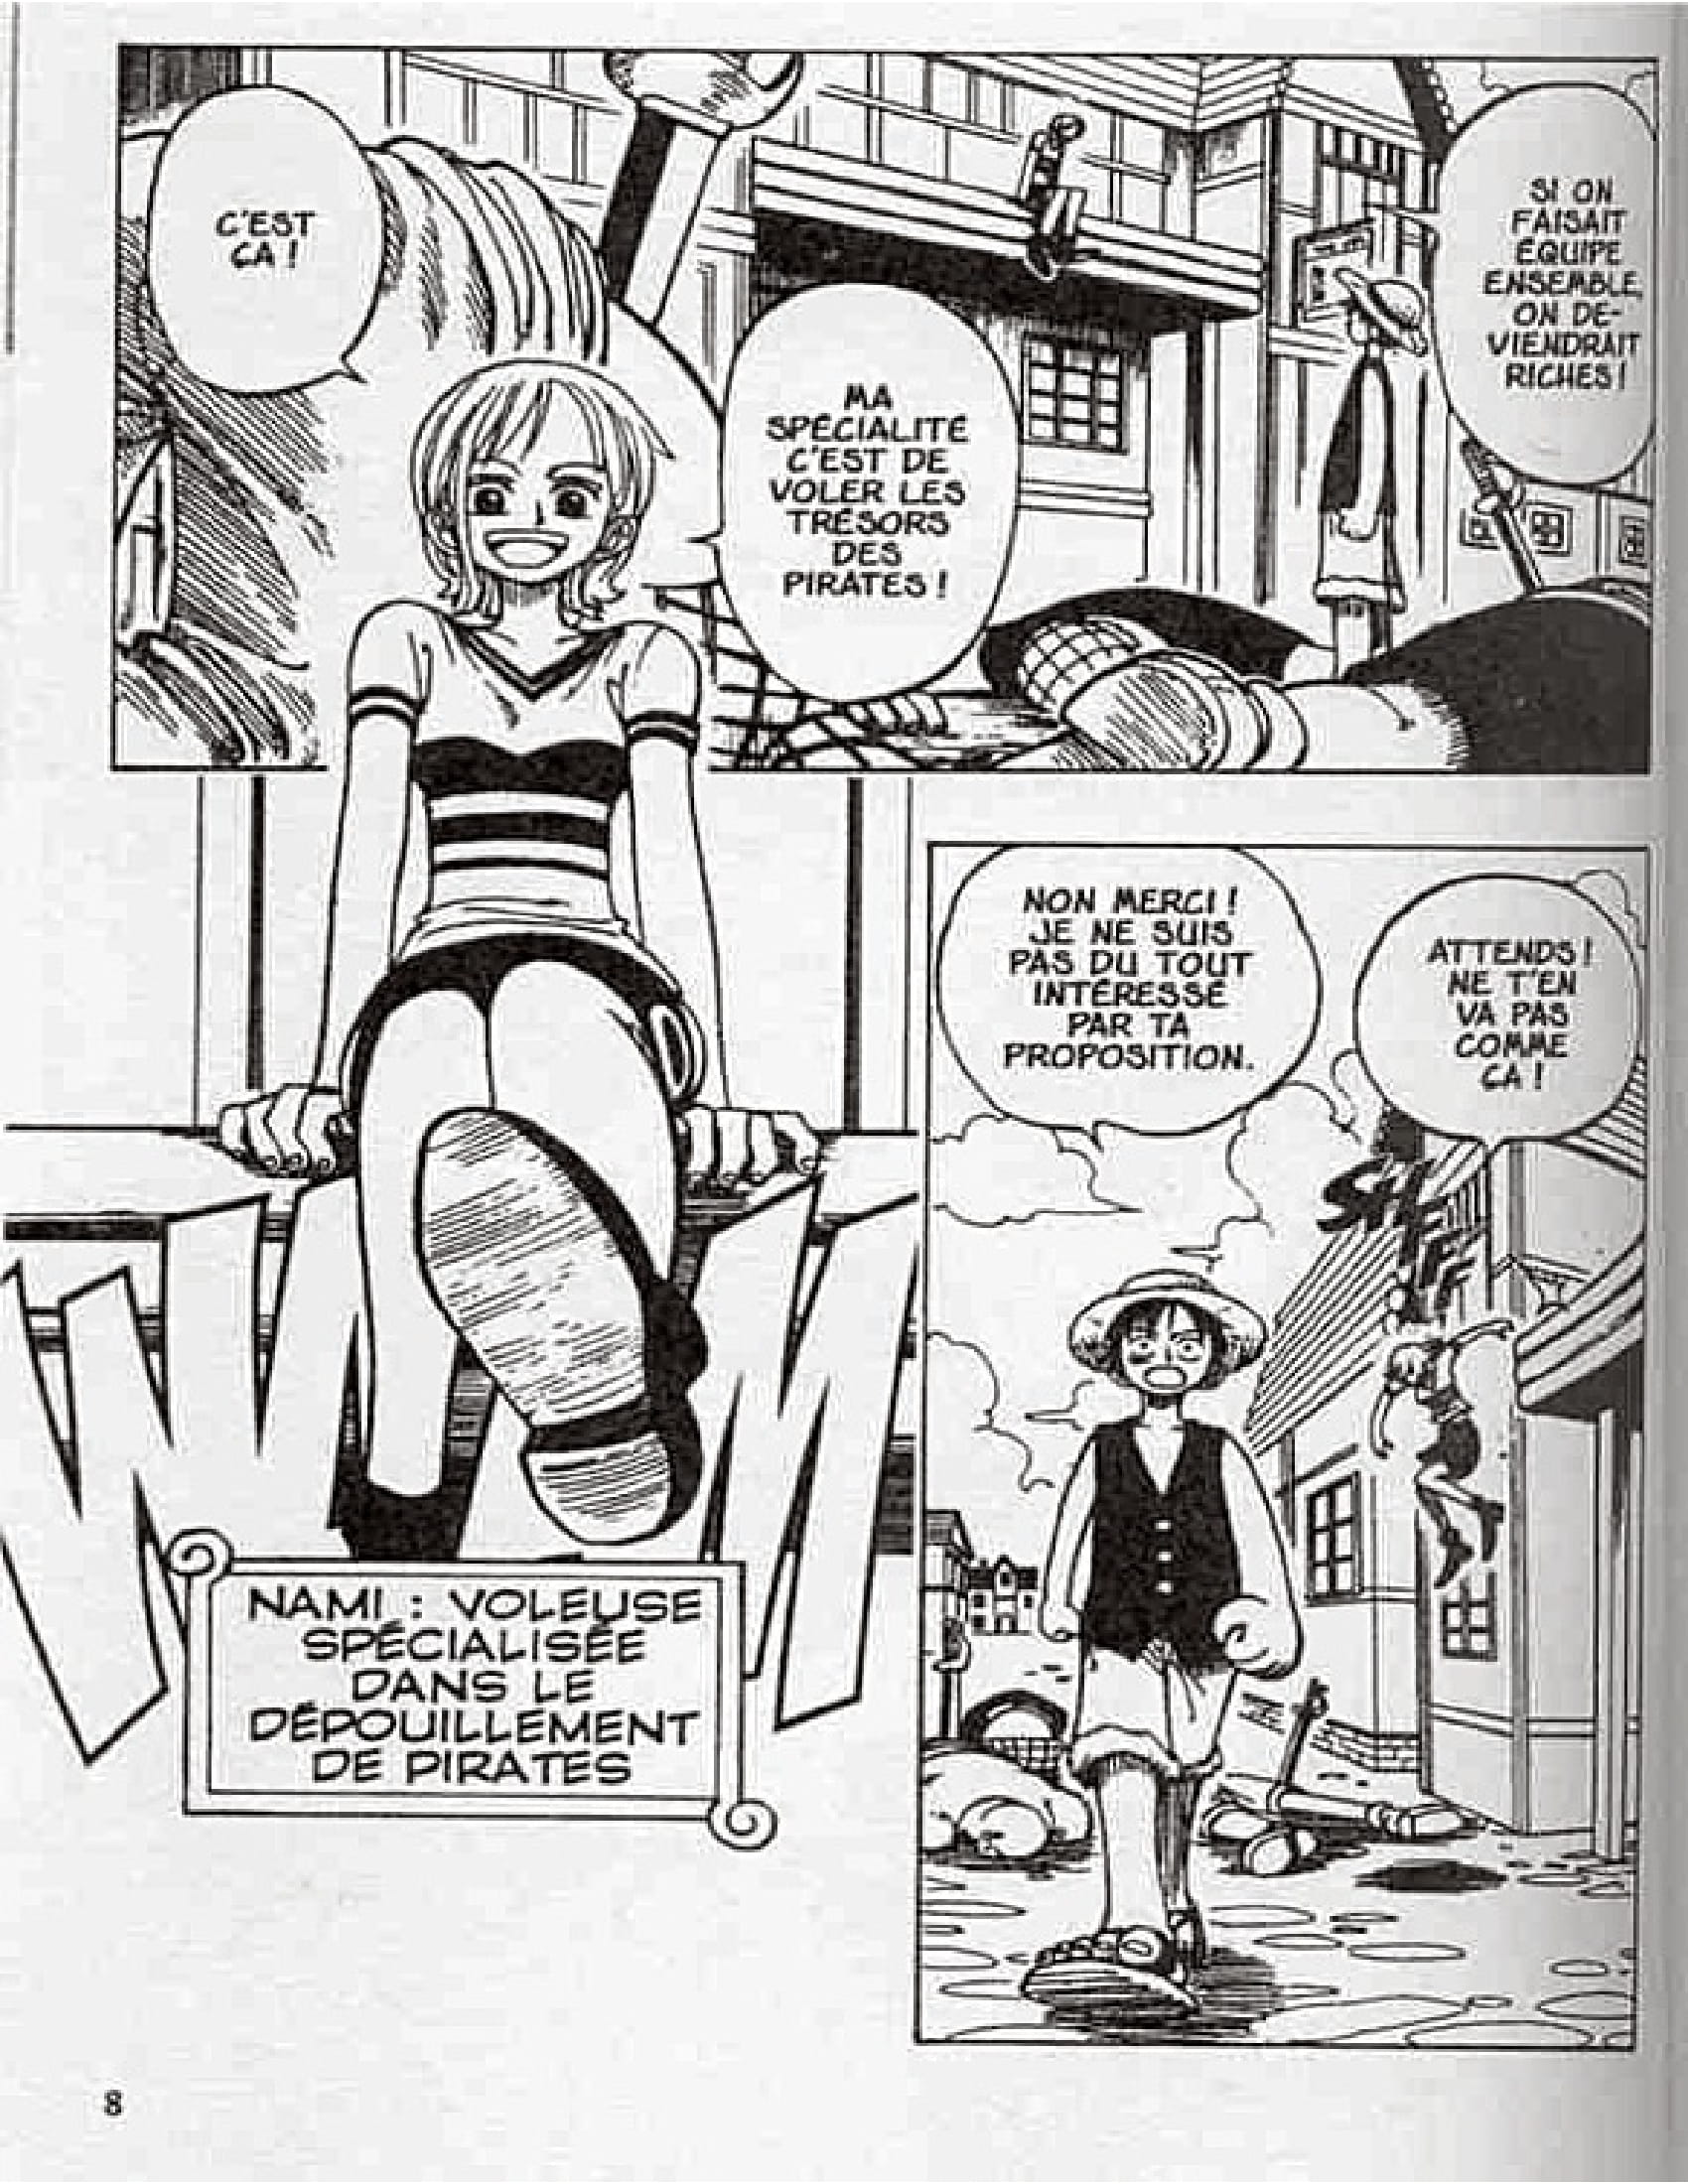 C'EST
ÇA !
MA
SPÉCIALITÉ
C'EST DE
VOLER LES
TRÉSORS
DES
PIRATES !
SI ON
FAISAIT
ÉQUIPE
ENSEMBLE,
ON DE-
VIENDRAIT
RICHES !
NAMI : VOLEUSE
SPÉCIALISÉE
DANS LE
DÉPOUILLEMENT
DE PIRATES
NON MERCI !
JE NE SUIS
PAS DU TOUT
INTÉRESSÉ
PAR TA
PROPOSITION.
ATTENDS !
NE T'EN
VA PAS
COMME
ÇA !
SHFF
8